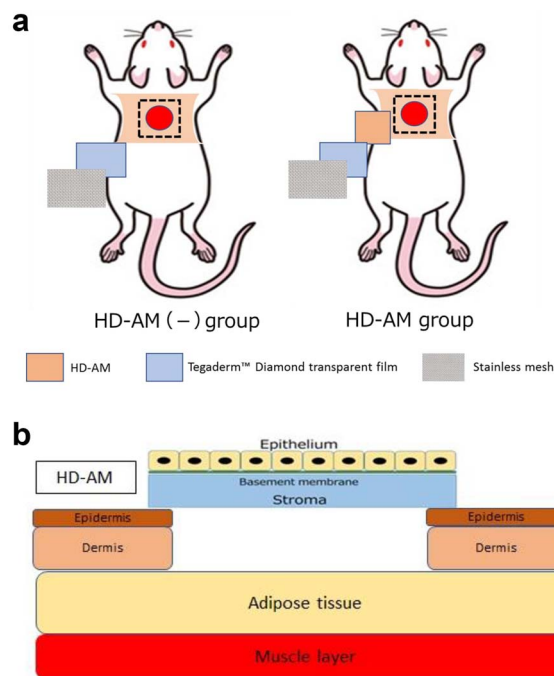 a
HD-AM (−) group HD-AM group
HD-AM Tegaderm™ Diamond transparent film Stainless mesh
b
Epithelium
HD-AM
Basement membrane
Stroma
Epidermis Epidermis
Dermis Dermis
Adipose tissue
Muscle layer